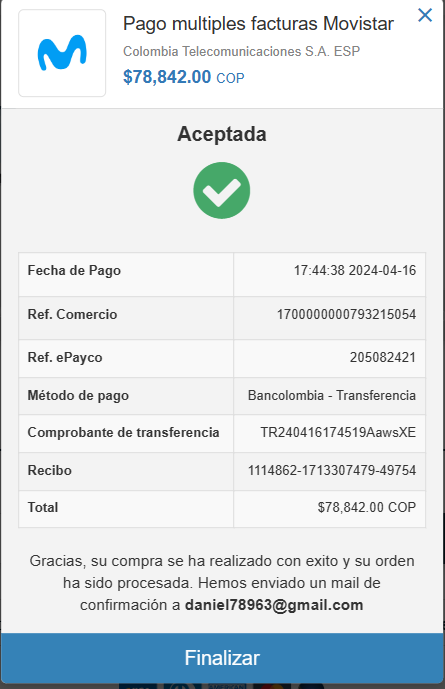 Pago multiples facturas Movistar
Colombia Telecomunicaciones S.A. ESP
$78,842.00 COP
Aceptada
Fecha de Pago 17:44:38 2024-04-16
Ref. Comercio 1700000000793215054
Ref. ePayco 205082421
Método de pago Bancolombia - Transferencia
Comprobante de transferencia TR240416174519AawsXE
Recibo 1114862-1713307479-49754
Total $78,842.00 COP
Gracias, su compra se ha realizado con exito y su orden
ha sido procesada. Hemos enviado un mail de
confirmación a daniel78963@gmail.com
Finalizar